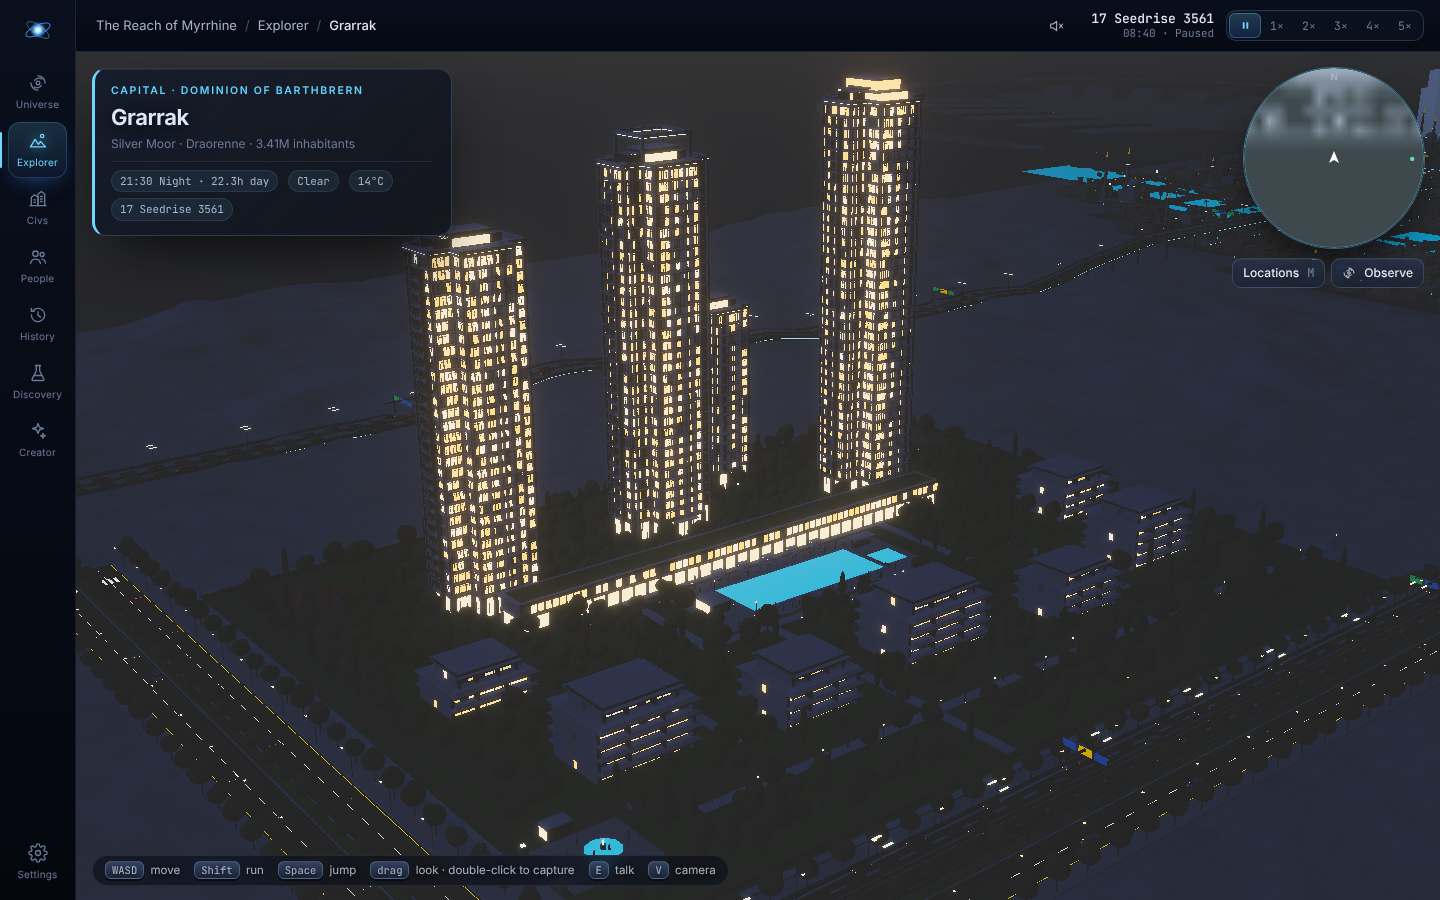 The Reach of Myrrhine / Explorer / Grarrak
17 Seedrise 3561
08:40 · Paused
1×
2×
3×
4×
5×
Universe
Explorer
Civs
People
History
Discovery
Creator
Settings
CAPITAL · DOMINION OF BARTHBRERN
Grarrak
Silver Moor · Draorenne · 3.41M inhabitants
21:30 Night · 22.3h day
Clear
14°C
17 Seedrise 3561
N
Locations M
Observe
WASD move Shift run Space jump drag look · double-click to capture E talk V camera